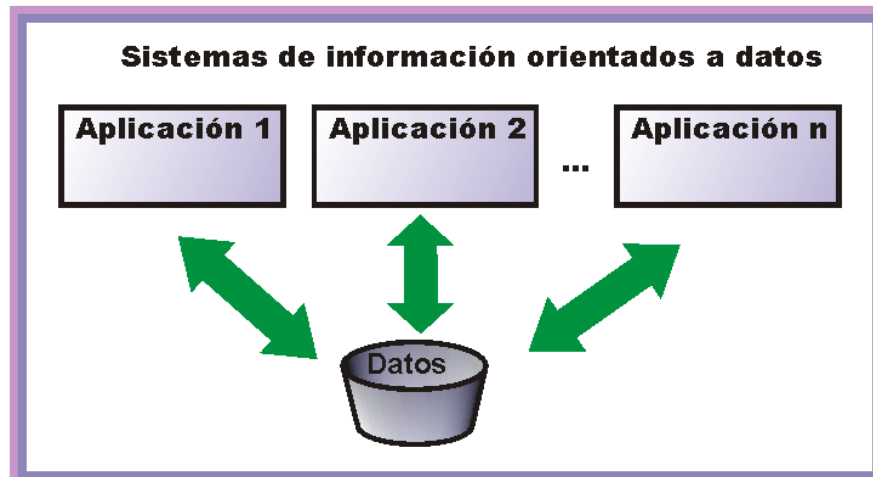 Sistemas de información orientados a datos
Aplicación 1
Aplicación 2
...
Aplicación n
Datos